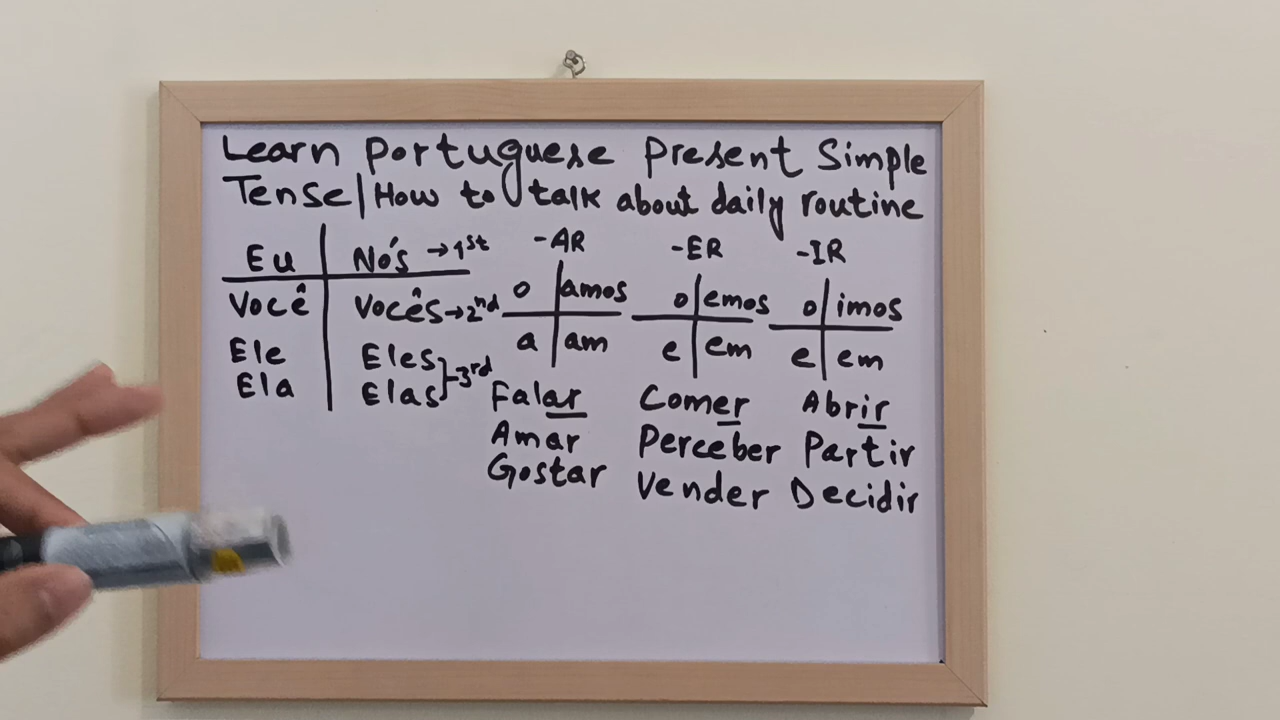 Learn Portuguese Present Simple
Tense | How to talk about daily routine
Eu Nós →1st
Você Vocês →2nd
Ele Eles
Ela Elas -3rd
-AR
o amos
a am
Falar
Amar
Gostar
-ER
o emos
e em
Comer
Perceber
Vender
-IR
o imos
e em
Abrir
Partir
Decidir